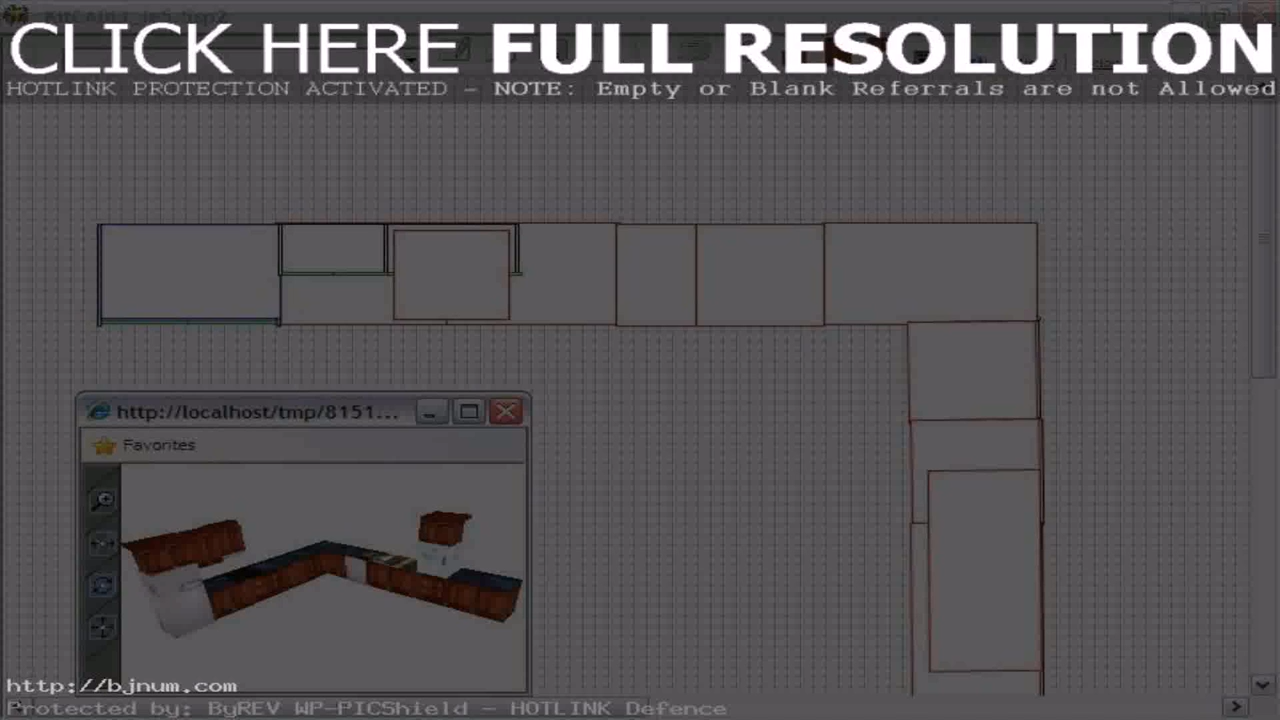 CLICK HERE FULL RESOLUTION
HOTLINK PROTECTION ACTIVATED - NOTE: Empty or Blank Referrals are not Allowed
http://localhost/tmp/8151...
Favorites
http://bjnum.com
Protected by: ByREV WP-PICShield - HOTLINK Defence